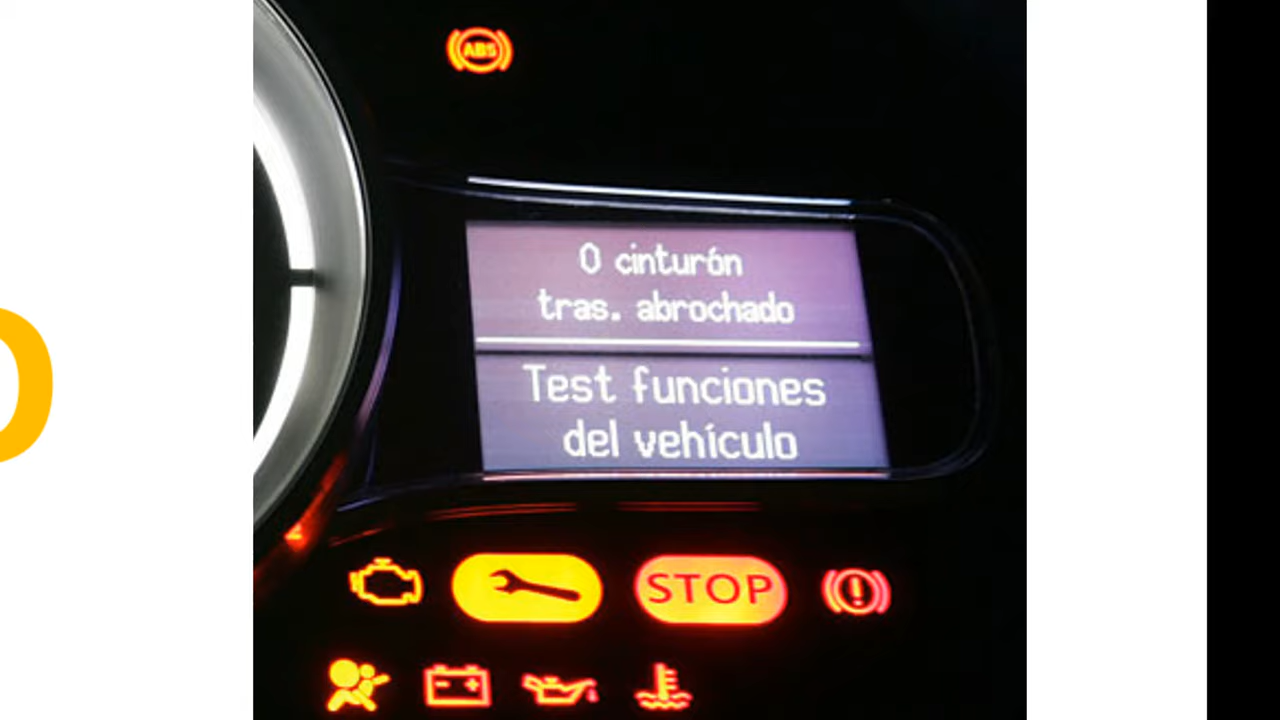 ABS
0 cinturón
tras. abrochado
Test funciones
del vehículo
STOP